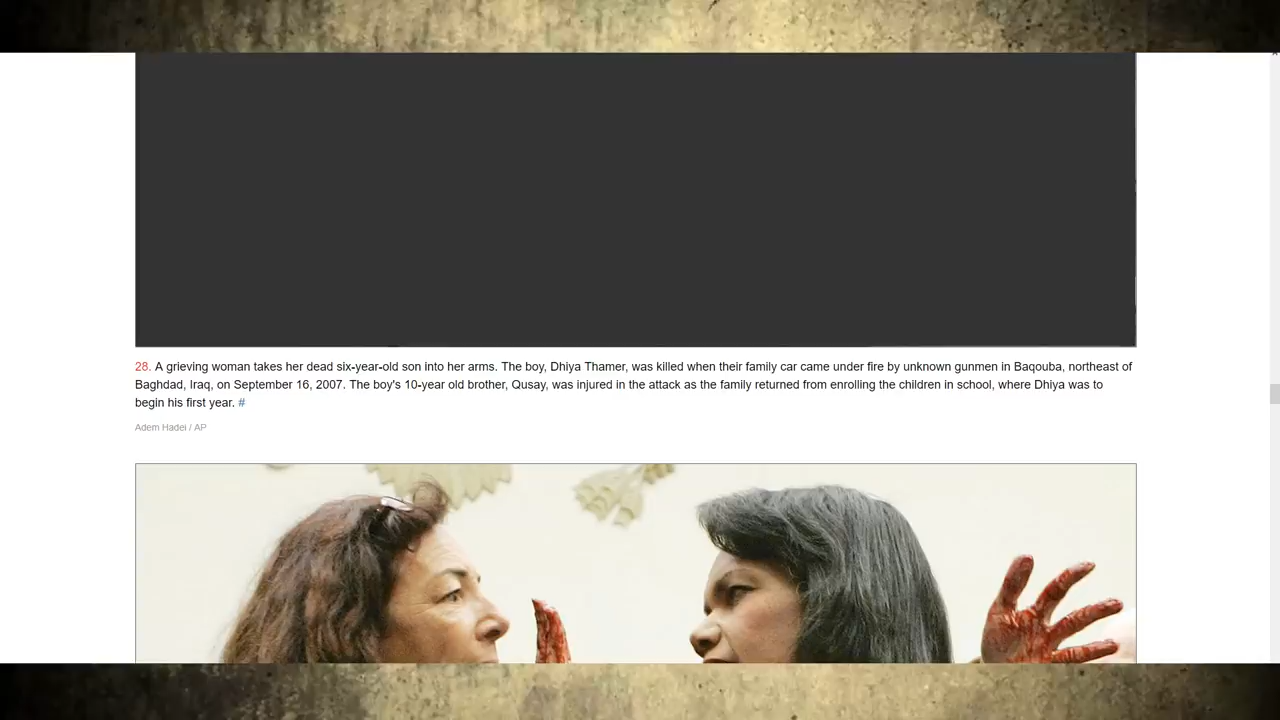 28. A grieving woman takes her dead six-year-old son into her arms. The boy, Dhiya Thamer, was killed when their family car came under fire by unknown gunmen in Baqouba, northeast of
Baghdad, Iraq, on September 16, 2007. The boy's 10-year old brother, Qusay, was injured in the attack as the family returned from enrolling the children in school, where Dhiya was to
begin his first year. #
Adem Hadei / AP